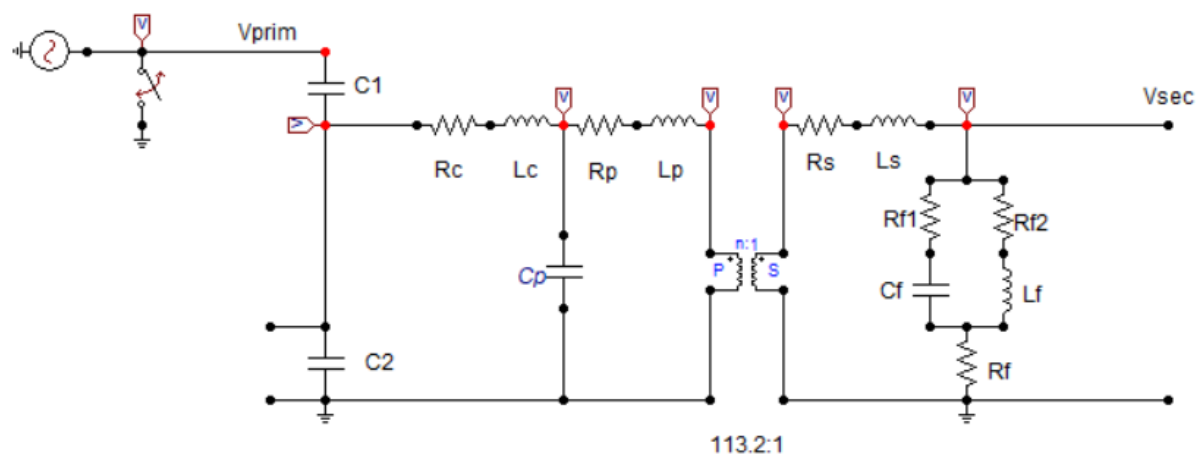 V
Vprim
C1
V
V
V
V
V
Vsec
Rc
Lc
Rp
Lp
Rs
Ls
Rf1
Rf2
n:1
P
S
Cp
Cf
Lf
C2
Rf
113.2:1